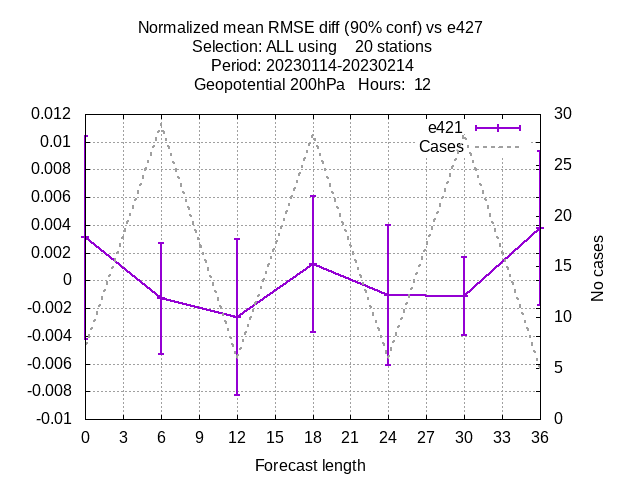 Normalized mean RMSE diff (90% conf) vs e427
Selection: ALL using    20 stations
Period: 20230114-20230214
Geopotential 200hPa   Hours:  12
0.012
0.01
0.008
0.006
0.004
0.002
0
-0.002
-0.004
-0.006
-0.008
-0.01
e421
Cases
30
25
20
15
10
5
0
No cases
0 3 6 9 12 15 18 21 24 27 30 33 36
Forecast length